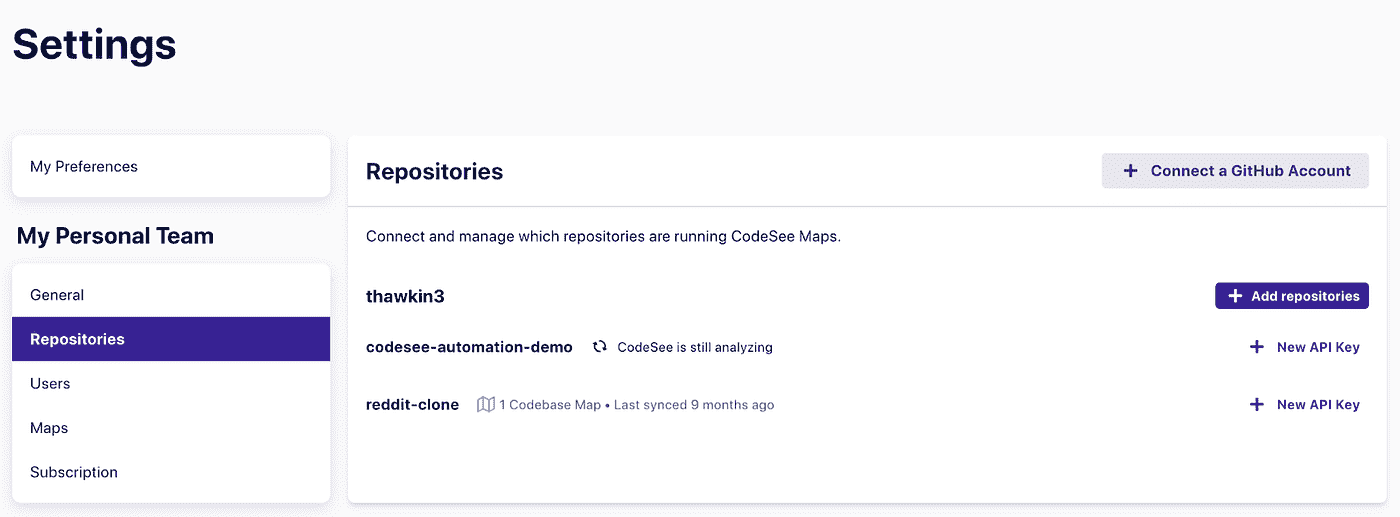 Settings
My Preferences
My Personal Team
General
Repositories
Users
Maps
Subscription
Repositories
Connect a GitHub Account
Connect and manage which repositories are running CodeSee Maps.
thawkin3
Add repositories
codesee-automation-demo CodeSee is still analyzing
New API Key
reddit-clone 1 Codebase Map • Last synced 9 months ago
New API Key